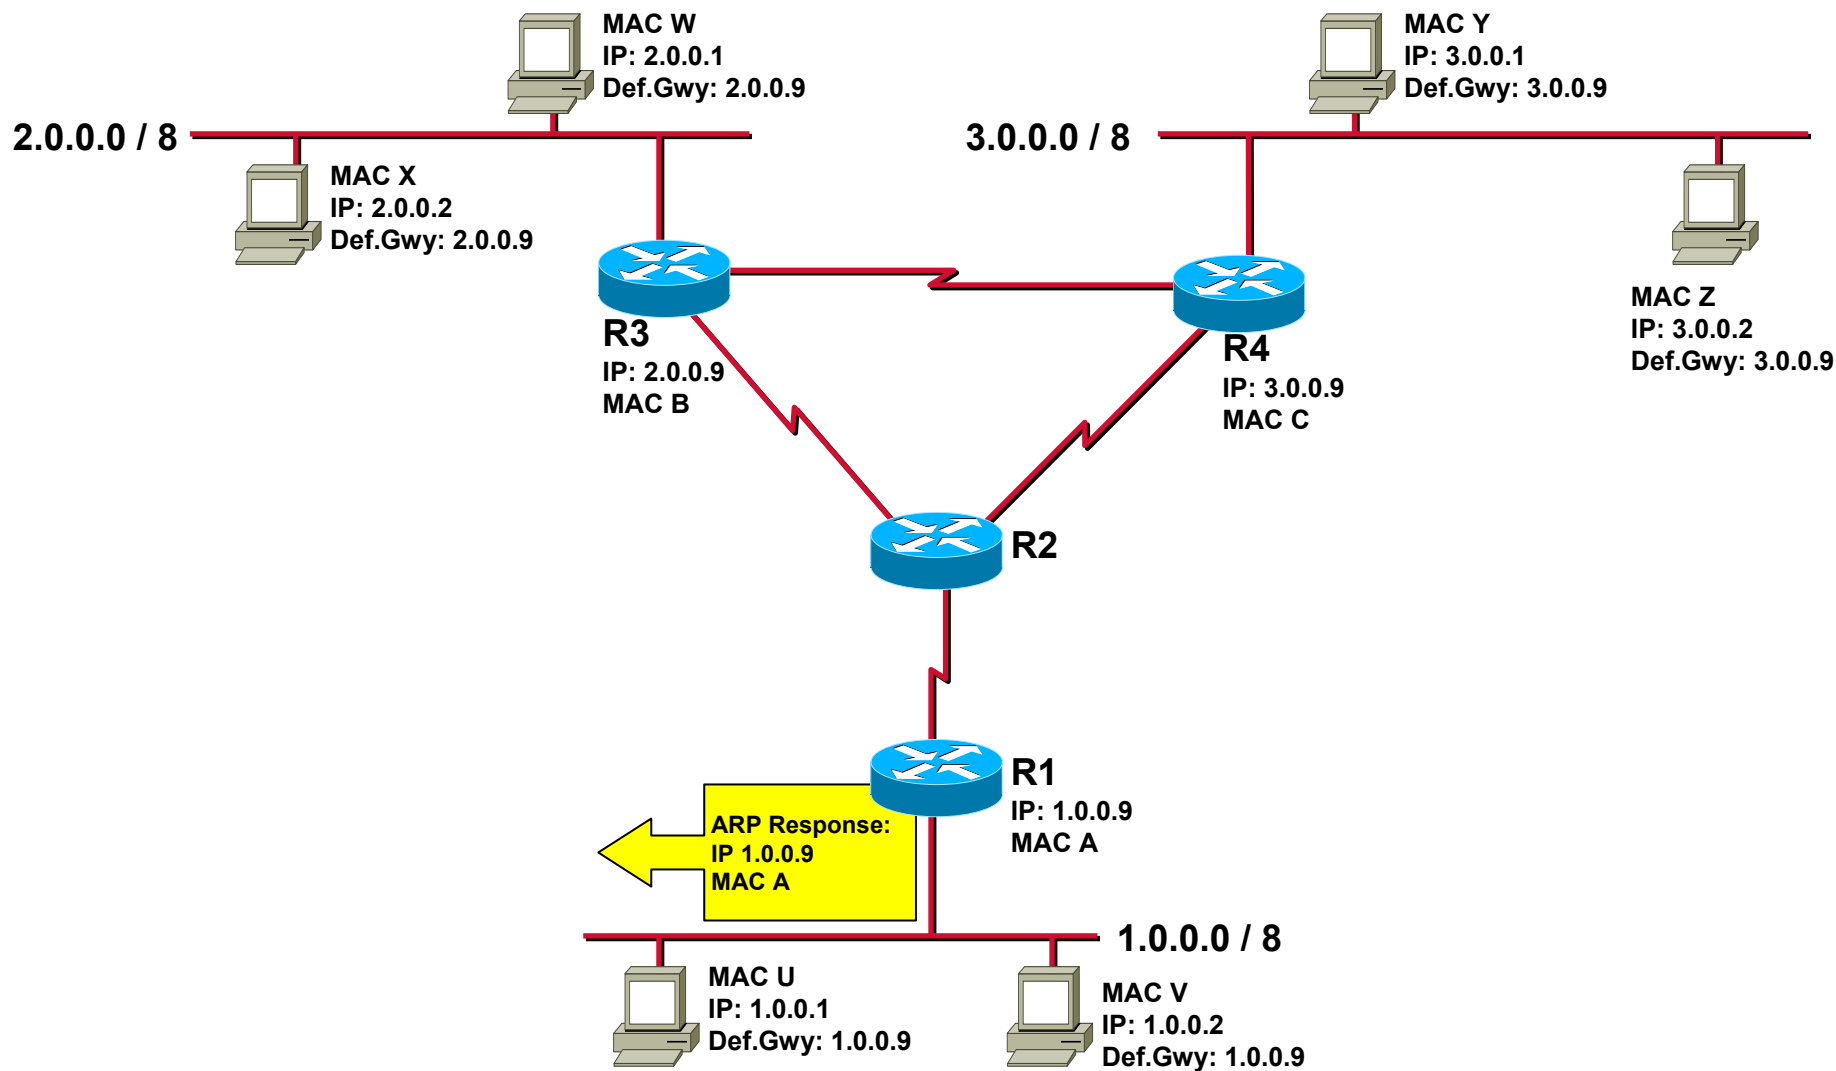 MAC W
IP: 2.0.0.1
Def.Gwy: 2.0.0.9
MAC Y
IP: 3.0.0.1
Def.Gwy: 3.0.0.9
2.0.0.0 / 8
3.0.0.0 / 8
MAC X
IP: 2.0.0.2
Def.Gwy: 2.0.0.9
MAC Z
IP: 3.0.0.2
Def.Gwy: 3.0.0.9
R3
IP: 2.0.0.9
MAC B
R4
IP: 3.0.0.9
MAC C
R2
R1
IP: 1.0.0.9
MAC A
ARP Response:
IP 1.0.0.9
MAC A
1.0.0.0 / 8
MAC U
IP: 1.0.0.1
Def.Gwy: 1.0.0.9
MAC V
IP: 1.0.0.2
Def.Gwy: 1.0.0.9